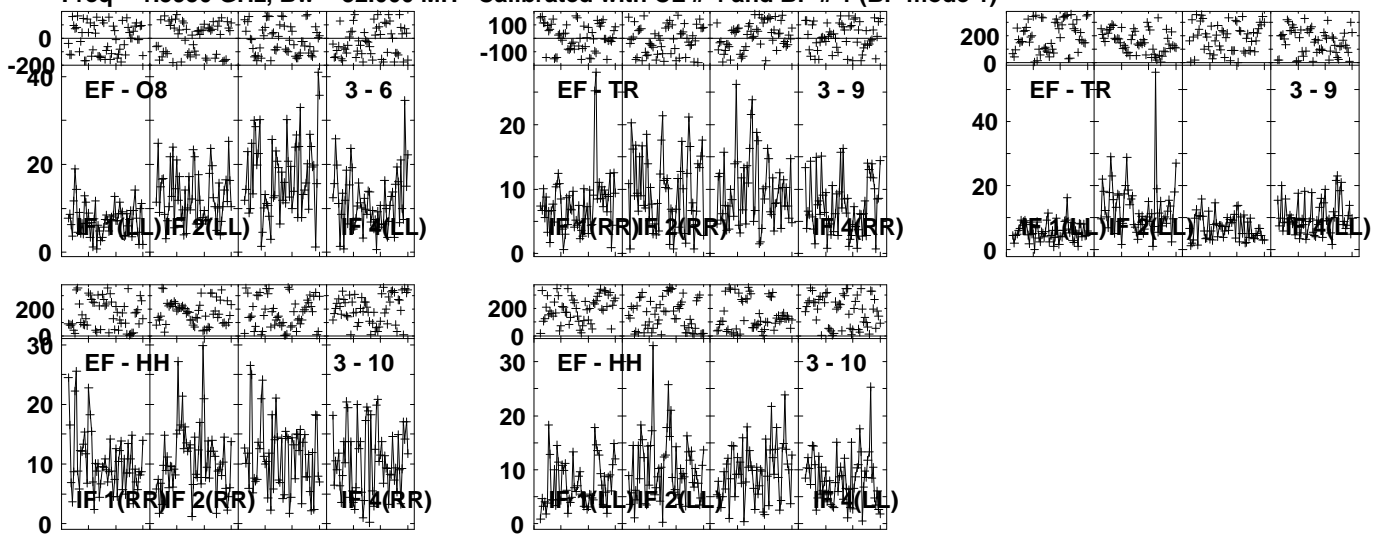 GHz, Bw = 32.000 MH Calibrated with CL # and BP # (BP mode 1)
0
-200
40
20
0
EF - O8 3 - 6
IF 1(LL) IF 2(LL) IF 4(LL)
100
-100
20
10
0
EF - TR 3 - 9
IF 1(RR) IF 2(RR) IF 4(RR)
200
0
40
20
0
EF - TR 3 - 9
IF 1(LL) IF 2(LL) IF 4(LL)
200
0
30
20
10
0
EF - HH 3 - 10
IF 1(RR) IF 2(RR) IF 4(RR)
200
0
30
20
10
0
EF - HH 3 - 10
IF 1(LL) IF 2(LL) IF 4(LL)